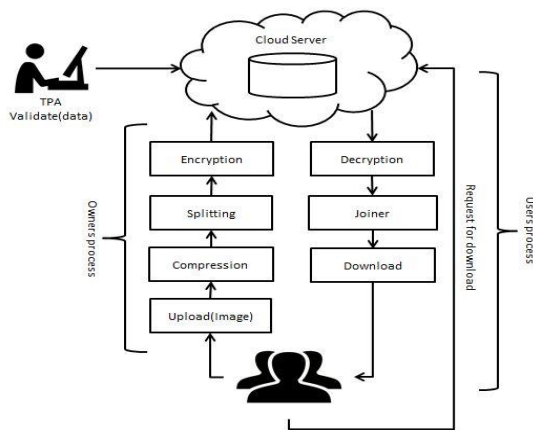 Cloud Server
TPA
Validate(data)
Encryption
Decryption
Splitting
Joiner
Compression
Download
Upload(Image)
Owners process
Request for download
Users process